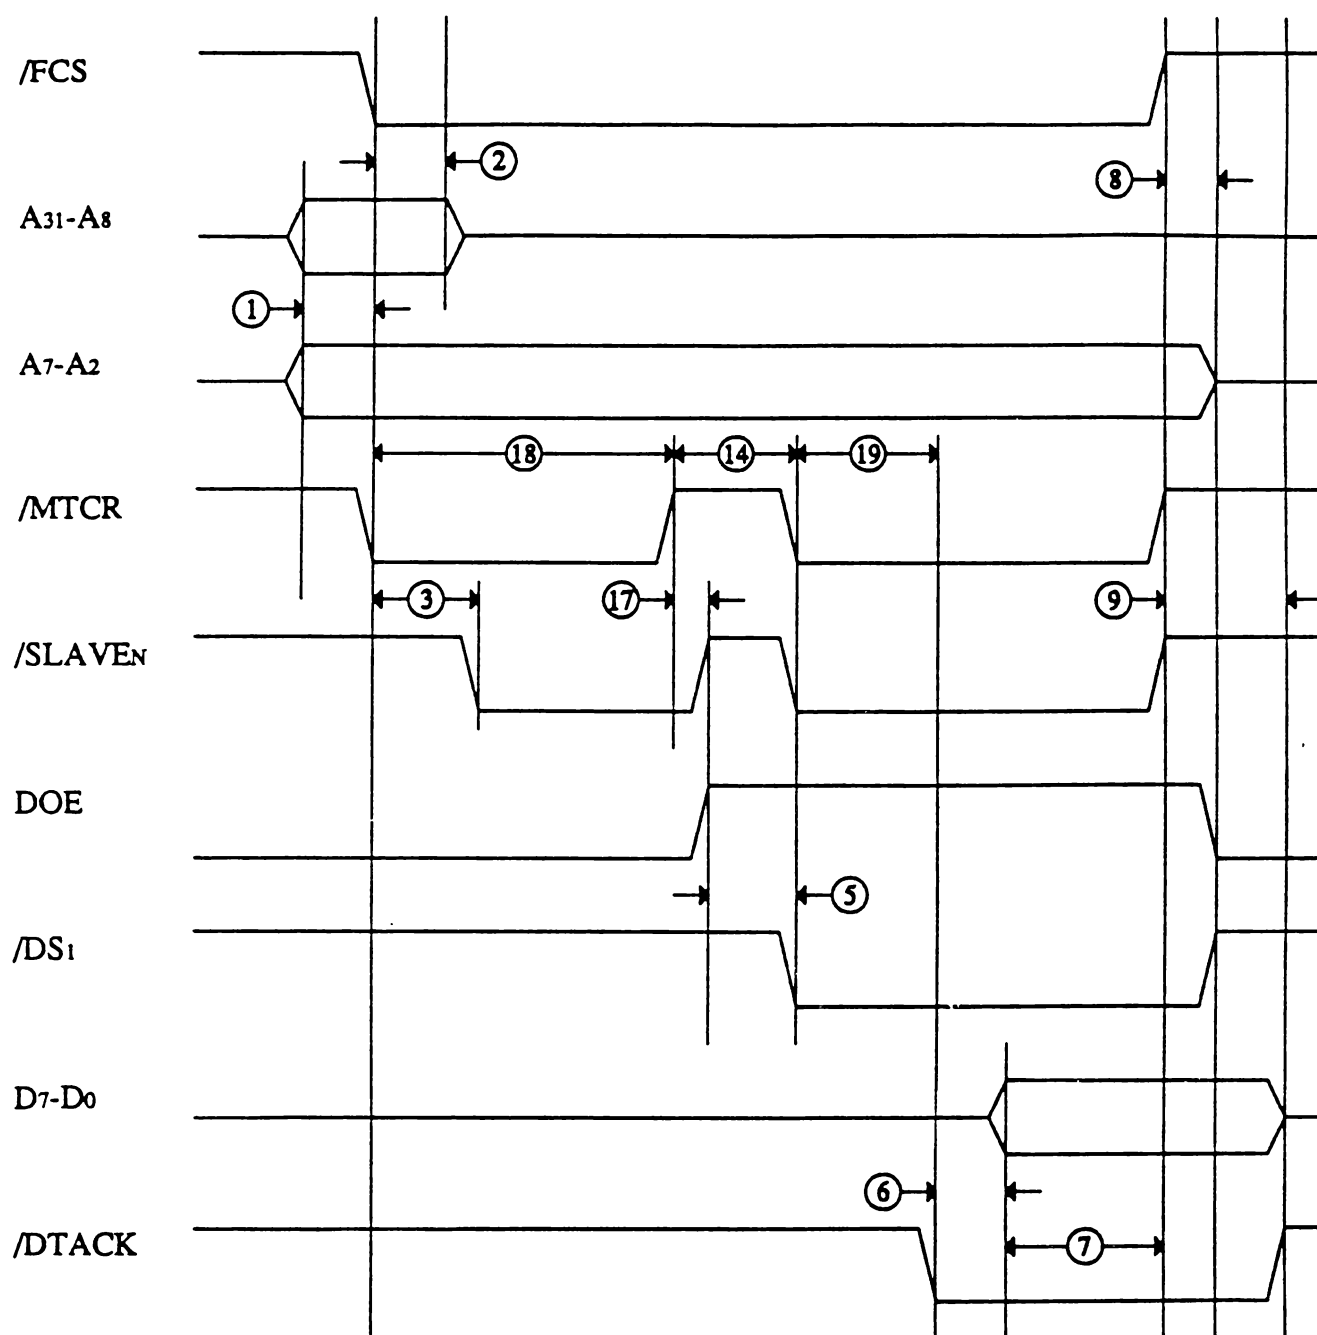 /FCS
2
8
A31-A8
1
A7-A2
18 14 19
/MTCR
3 17 9
/SLAVEN
DOE
5
/DS1
D7-D0
6
7
/DTACK